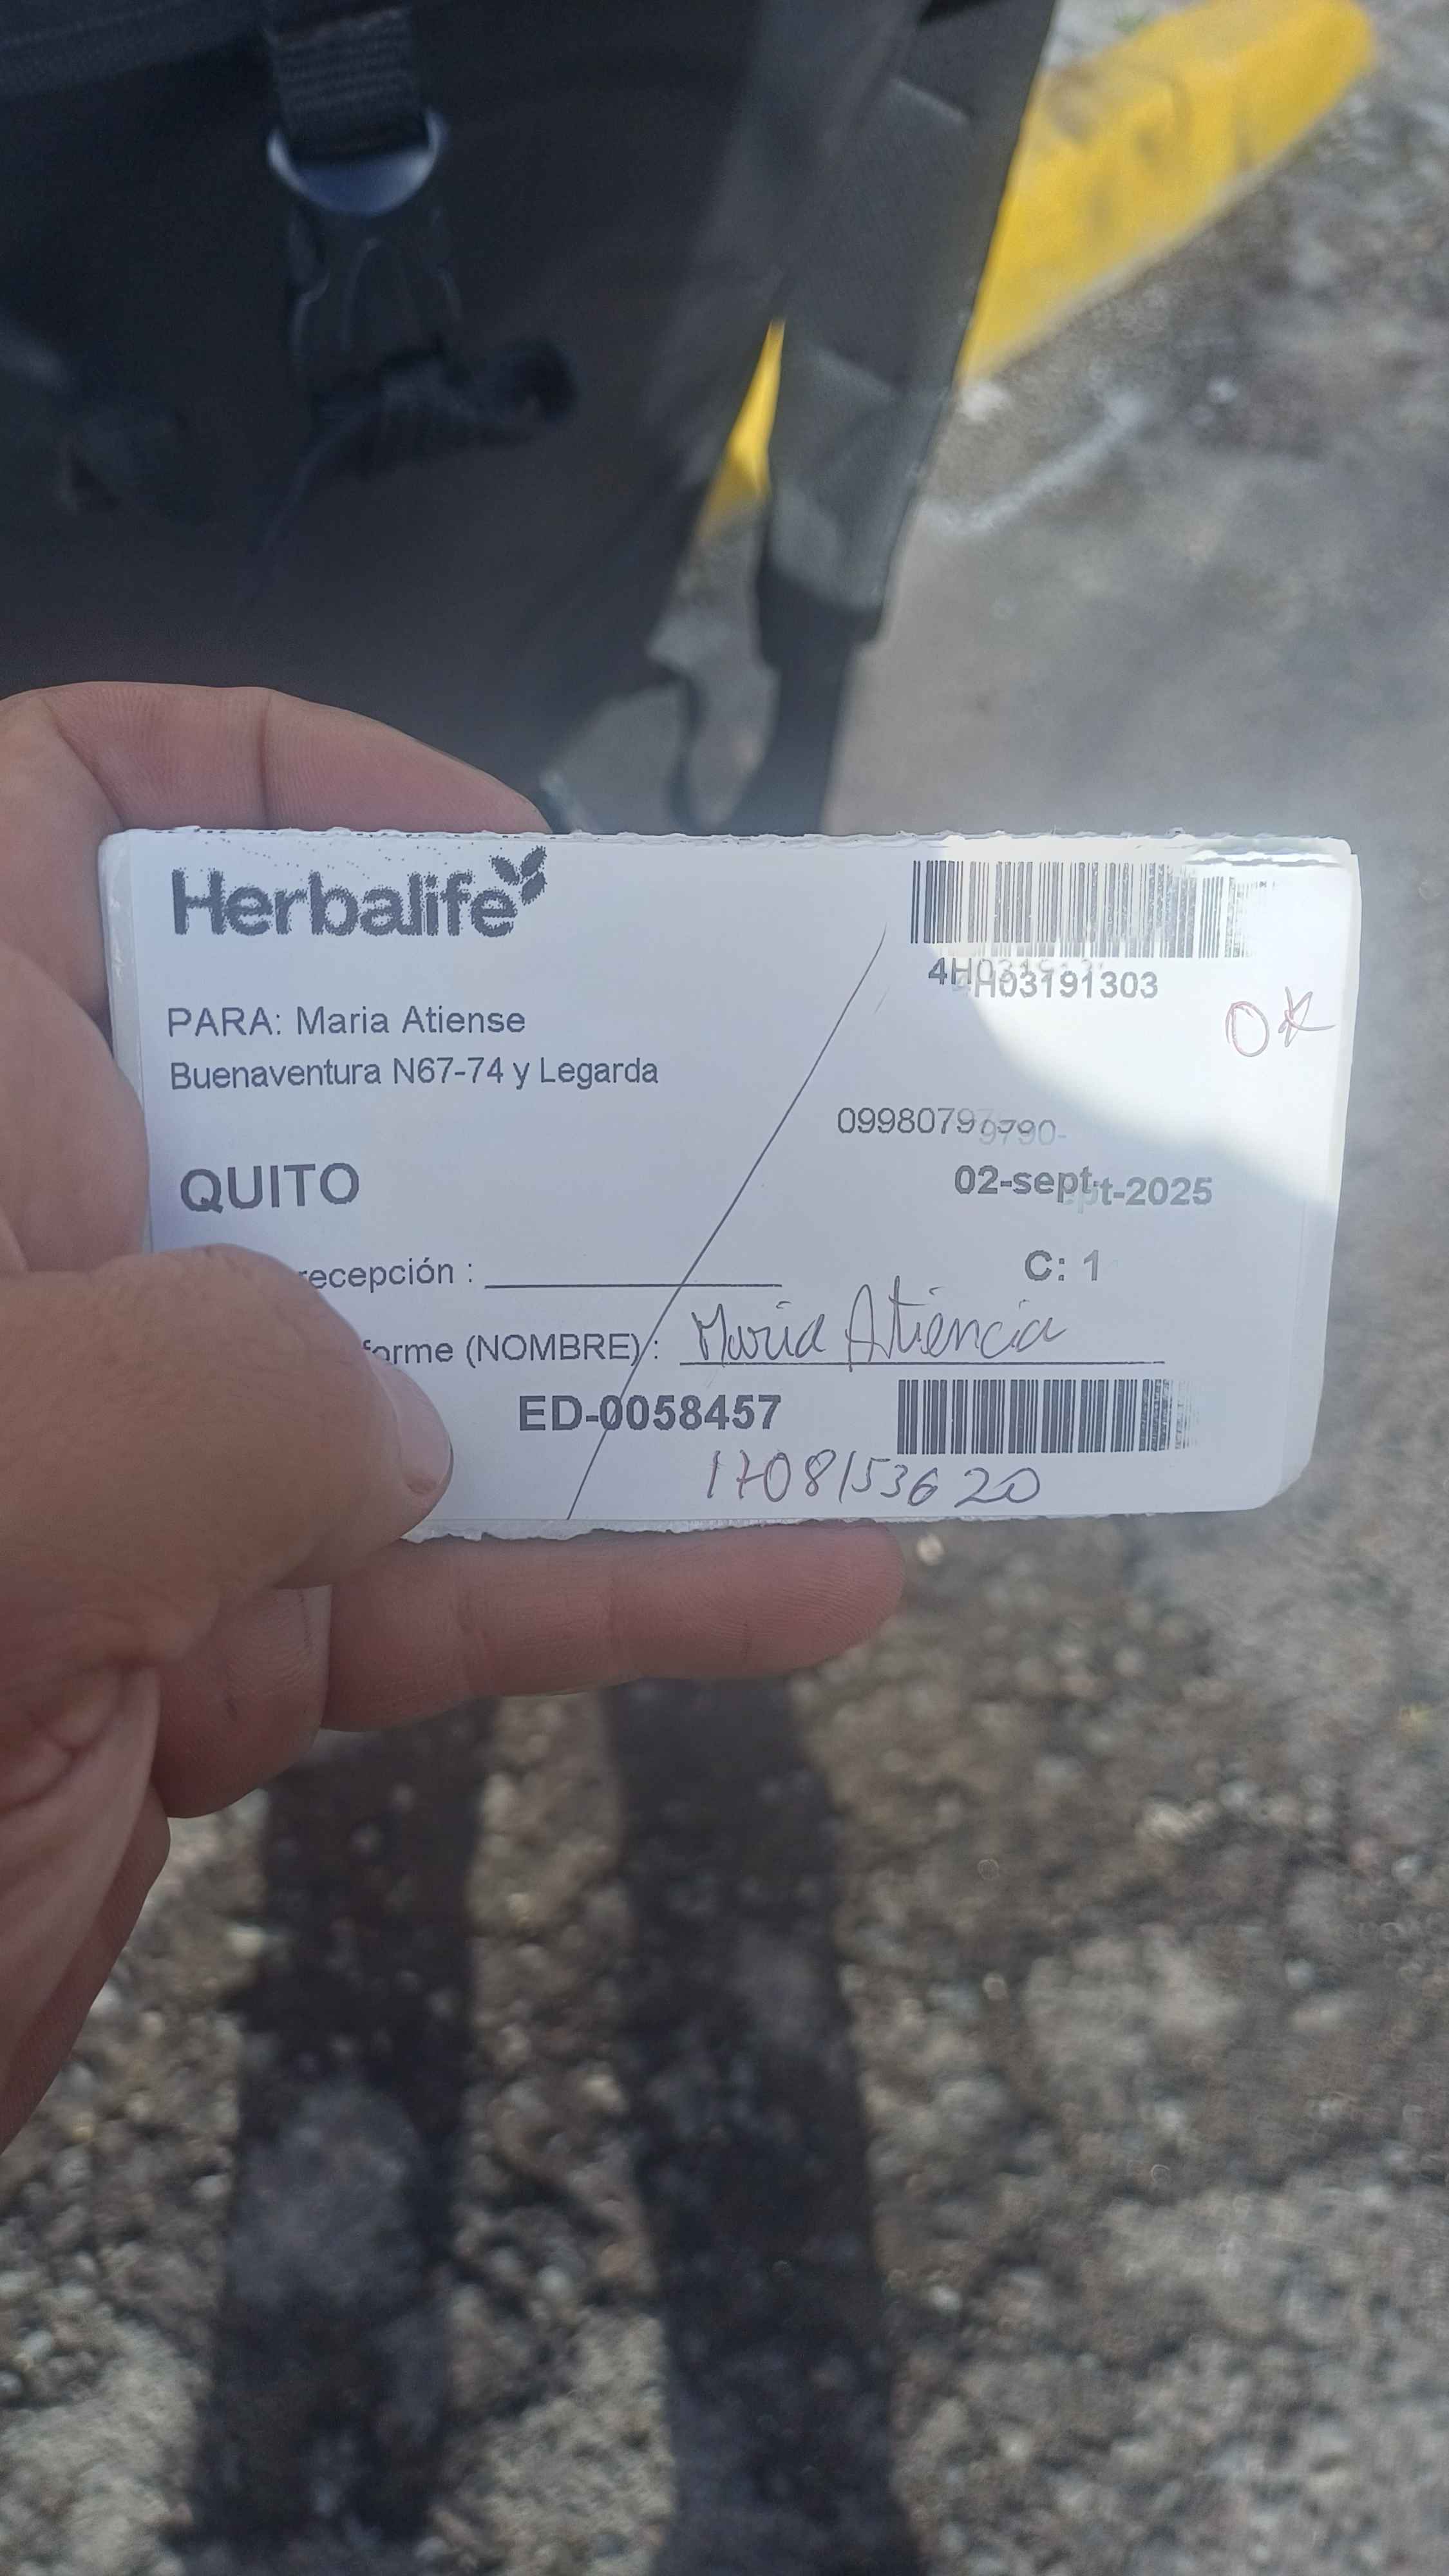 Herbalife
4H03191303
OK
PARA: Maria Atiense
Buenaventura N67-74 y Legarda
QUITO
02-sept-2025
recepción :
C: 1
forme (NOMBRE): Maria Atiencia
ED-0058457
1708153620